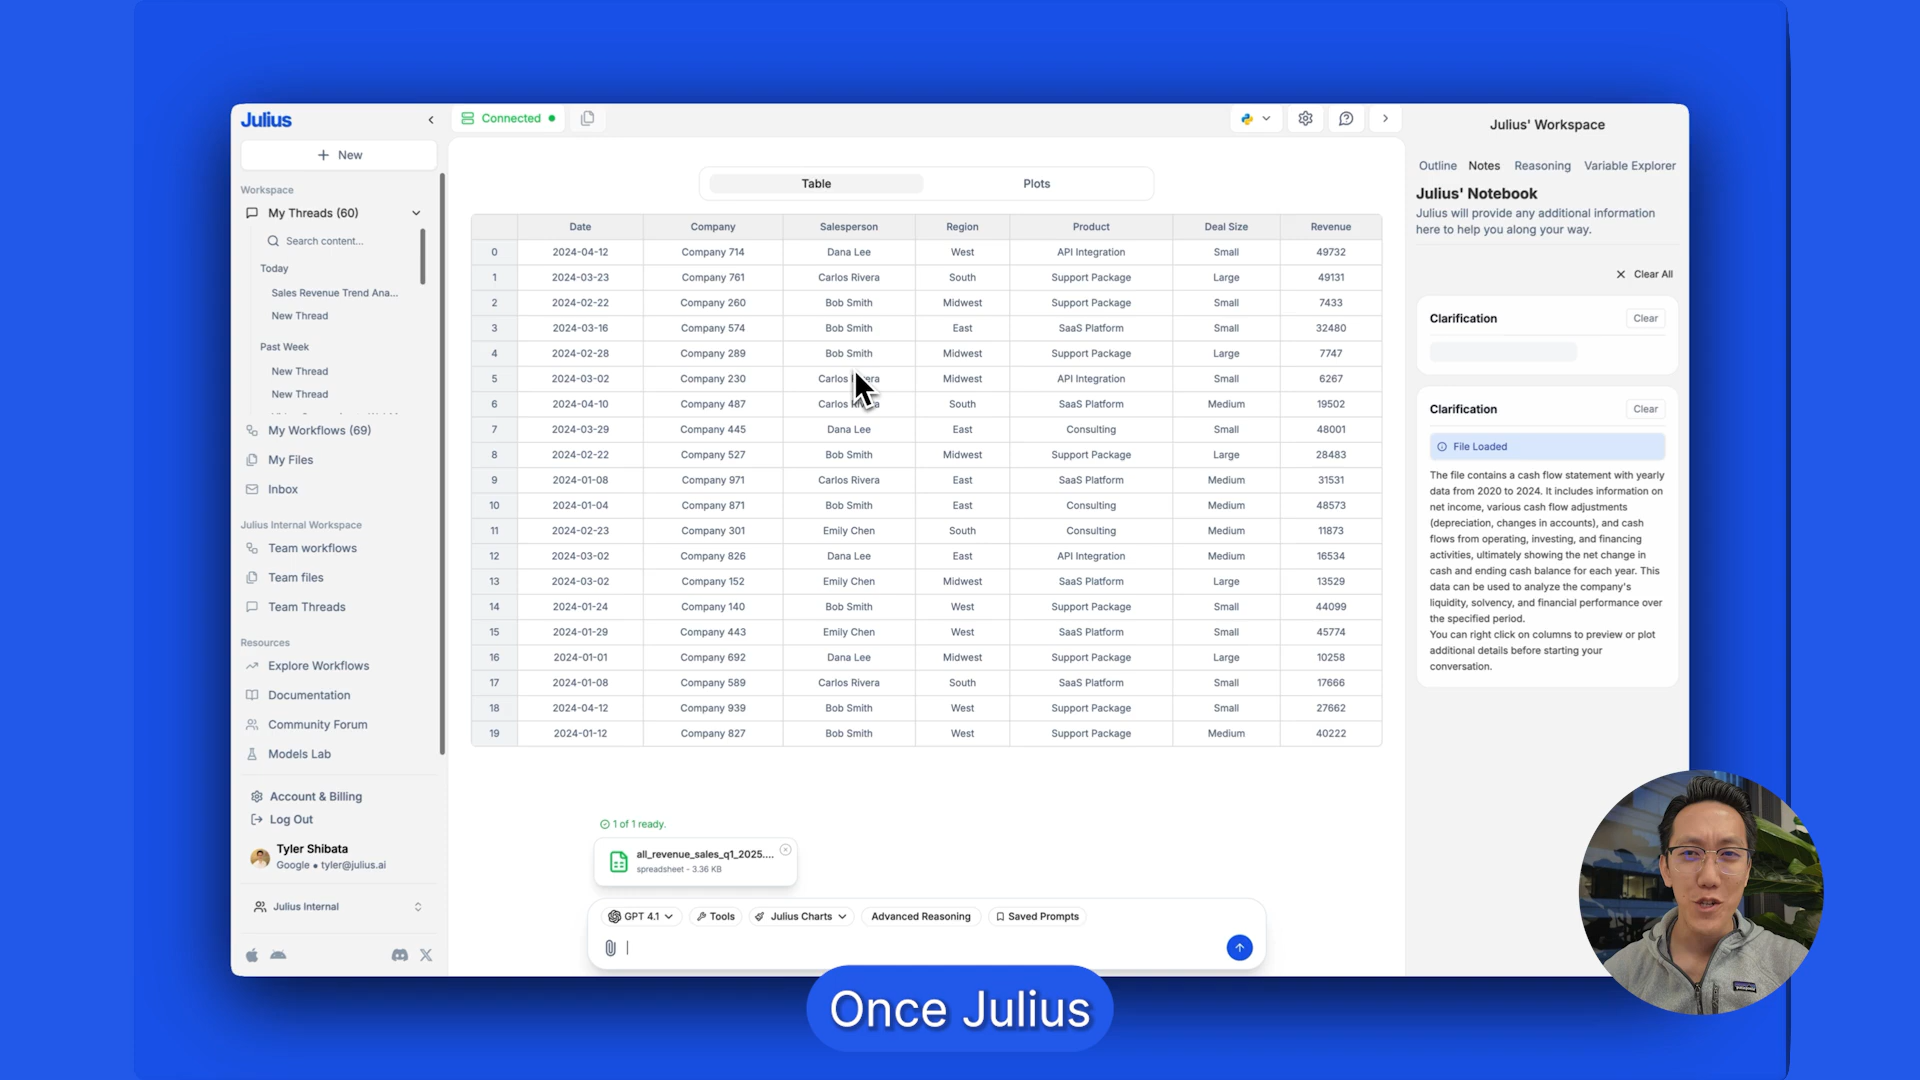 Julius
New
Workspace
My Threads (60)
Search content...
Today
Sales Revenue Trend Ana...
New Thread
Past Week
New Thread
New Thread
My Workflows (69)
My Files
Inbox
Julius Internal Workspace
Team workflows
Team files
Team Threads
Resources
Explore Workflows
Documentation
Community Forum
Models Lab
Account & Billing
Log Out
Tyler Shibata
Google • tyler@julius.ai
Julius Internal
Connected
Table Plots
Date Company Salesperson Region Product Deal Size Revenue
0 2024-04-12 Company 714 Dana Lee West API Integration Small 49732
1 2024-03-23 Company 761 Carlos Rivera South Support Package Large 49131
2 2024-02-22 Company 260 Bob Smith Midwest Support Package Small 7433
3 2024-03-16 Company 574 Bob Smith East SaaS Platform Small 32480
4 2024-02-28 Company 289 Bob Smith Midwest Support Package Large 7747
5 2024-03-02 Company 230 Carlos Rivera Midwest API Integration Small 6267
6 2024-04-10 Company 487 Carlos Rivera South SaaS Platform Medium 19502
7 2024-03-29 Company 445 Dana Lee East Consulting Small 48001
8 2024-02-22 Company 527 Bob Smith Midwest Support Package Large 28483
9 2024-01-08 Company 971 Carlos Rivera East SaaS Platform Medium 31531
10 2024-01-04 Company 871 Bob Smith East Consulting Medium 48573
11 2024-02-23 Company 301 Emily Chen South Consulting Medium 11873
12 2024-03-02 Company 826 Dana Lee East API Integration Medium 16534
13 2024-03-02 Company 152 Emily Chen Midwest SaaS Platform Large 13529
14 2024-01-24 Company 140 Bob Smith West Support Package Small 44099
15 2024-01-29 Company 443 Emily Chen West SaaS Platform Small 45774
16 2024-01-01 Company 692 Dana Lee Midwest Support Package Large 10258
17 2024-01-08 Company 589 Carlos Rivera South SaaS Platform Small 17666
18 2024-04-12 Company 939 Bob Smith West Support Package Small 27662
19 2024-01-12 Company 827 Bob Smith West Support Package Medium 40222
1 of 1 ready.
all_revenue_sales_q1_2025....
spreadsheet - 3.36 KB
GPT 4.1 Tools Julius Charts Advanced Reasoning Saved Prompts
Julius' Workspace
Outline Notes Reasoning Variable Explorer
Julius' Notebook
Julius will provide any additional information
here to help you along your way.
Clear All
Clarification Clear
Clarification Clear
File Loaded
The file contains a cash flow statement with yearly
data from 2020 to 2024. It includes information on
net income, various cash flow adjustments
(depreciation, changes in accounts), and cash
flows from operating, investing, and financing
activities, ultimately showing the net change in
cash and ending cash balance for each year. This
data can be used to analyze the company's
liquidity, solvency, and financial performance over
the specified period.
You can right click on columns to preview or plot
additional details before starting your
conversation.
Once Julius